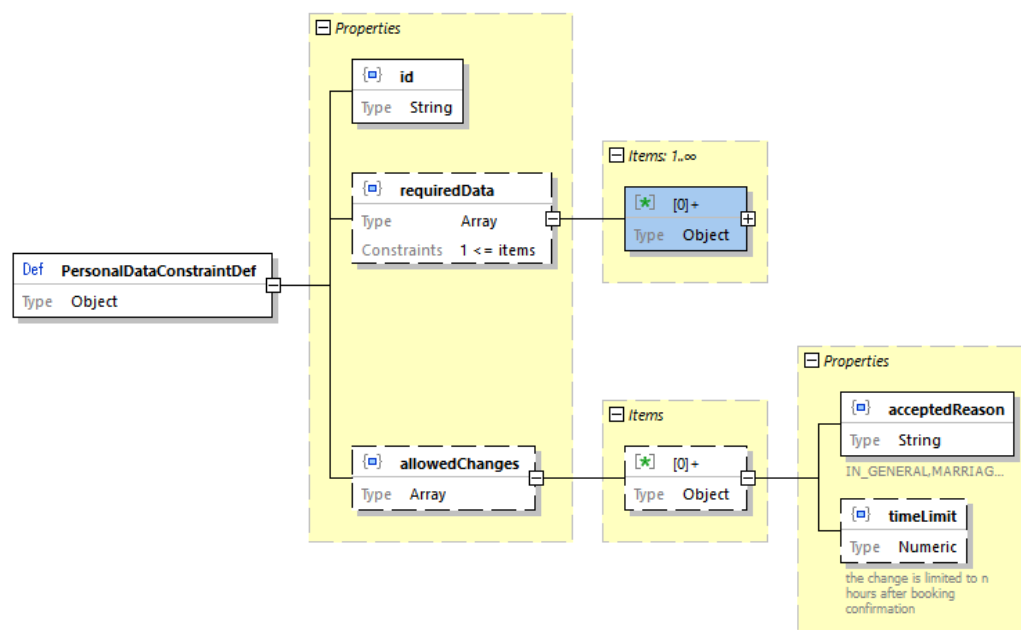 Properties
{} id
Type String
Items: 1..∞
{} requiredData
[*] [0]+
Type Array
Type Object
Constraints 1 <= items
Def PersonalDataConstraintDef
Type Object
Properties
{} acceptedReason
Items
Type String
{} allowedChanges
[*] [0]+
IN_GENERAL,MARRIAG...
Type Array
Type Object
{} timeLimit
Type Numeric
the change is limited to n
hours after booking
confirmation